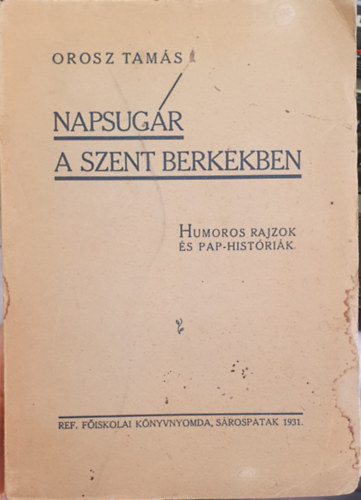 OROSZ TAMÁS
NAPSUGÁR
A SZENT BERKEKBEN
HUMOROS RAJZOK
ÉS PAP-HISTÓRIÁK.
REF. FŐISKOLAI KÖNYVNYOMDA, SÁROSPATAK 1931.